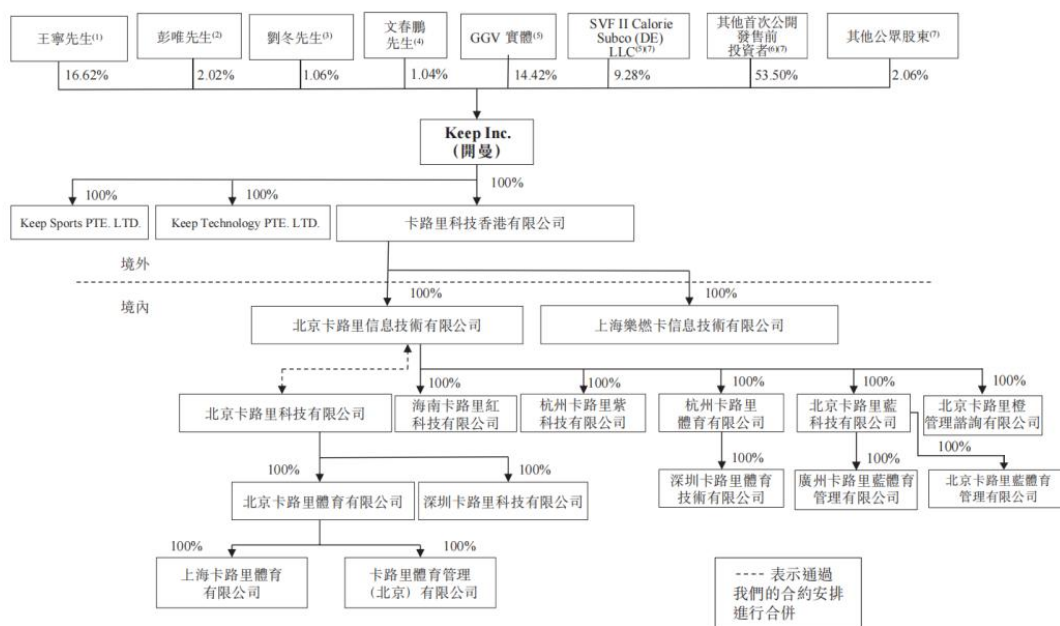 王寧先生(1)
彭唯先生(2)
劉冬先生(3)
文春鵬
先生(4)
GGV 實體(5)
SVF II Calorie
Subco (DE)
LLC(5)(7)
其他首次公開
發售前
投資者(6)(7)
其他公眾股東(7)
16.62%
2.02%
1.06%
1.04%
14.42%
9.28%
53.50%
2.06%
Keep Inc.
(開曼)
100%
100%
100%
Keep Sports PTE. LTD.
Keep Technology PTE. LTD.
卡路里科技香港有限公司
境外
境內
100%
100%
北京卡路里信息技術有限公司
上海樂燃卡信息技術有限公司
100%
100%
100%
100%
100%
北京卡路里科技有限公司
海南卡路里紅
科技有限公司
杭州卡路里紫
科技有限公司
杭州卡路里
體育有限公司
北京卡路里藍
科技有限公司
北京卡路里橙
管理諮詢有限公司
100%
100%
100%
100%
100%
北京卡路里體育有限公司
深圳卡路里科技有限公司
深圳卡路里體育
技術有限公司
廣州卡路里藍體育
管理有限公司
北京卡路里藍體育
管理有限公司
100%
100%
上海卡路里體育
有限公司
卡路里體育管理
(北京)有限公司
---- 表示通過
我們的合約安排
進行合併